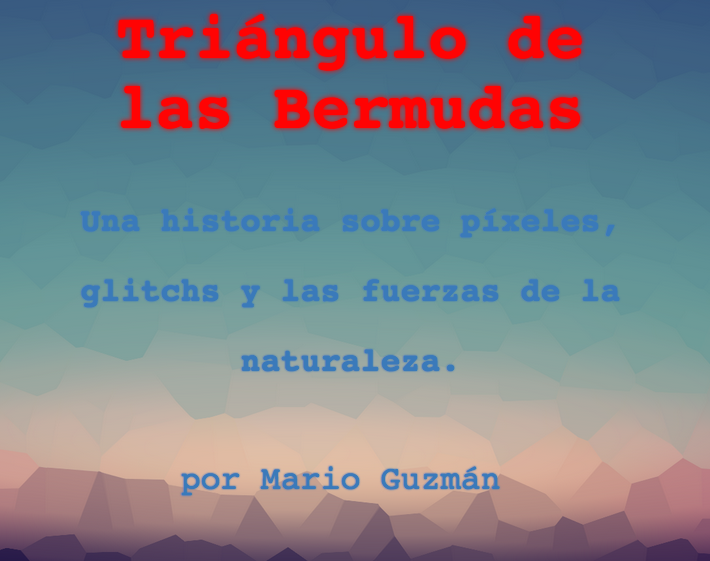 Triángulo de
las Bermudas
Una historia sobre píxeles,
glitchs y las fuerzas de la
naturaleza.
por Mario Guzmán